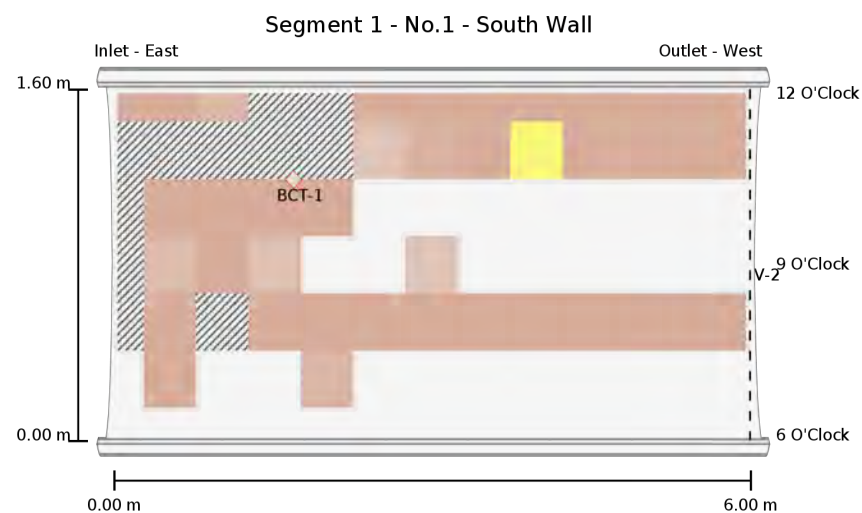 Segment 1 - No.1 - South Wall
Inlet - East
Outlet - West
1.60 m
12 O'Clock
BCT-1
9 O'Clock
V-2
0.00 m
6 O'Clock
0.00 m
6.00 m